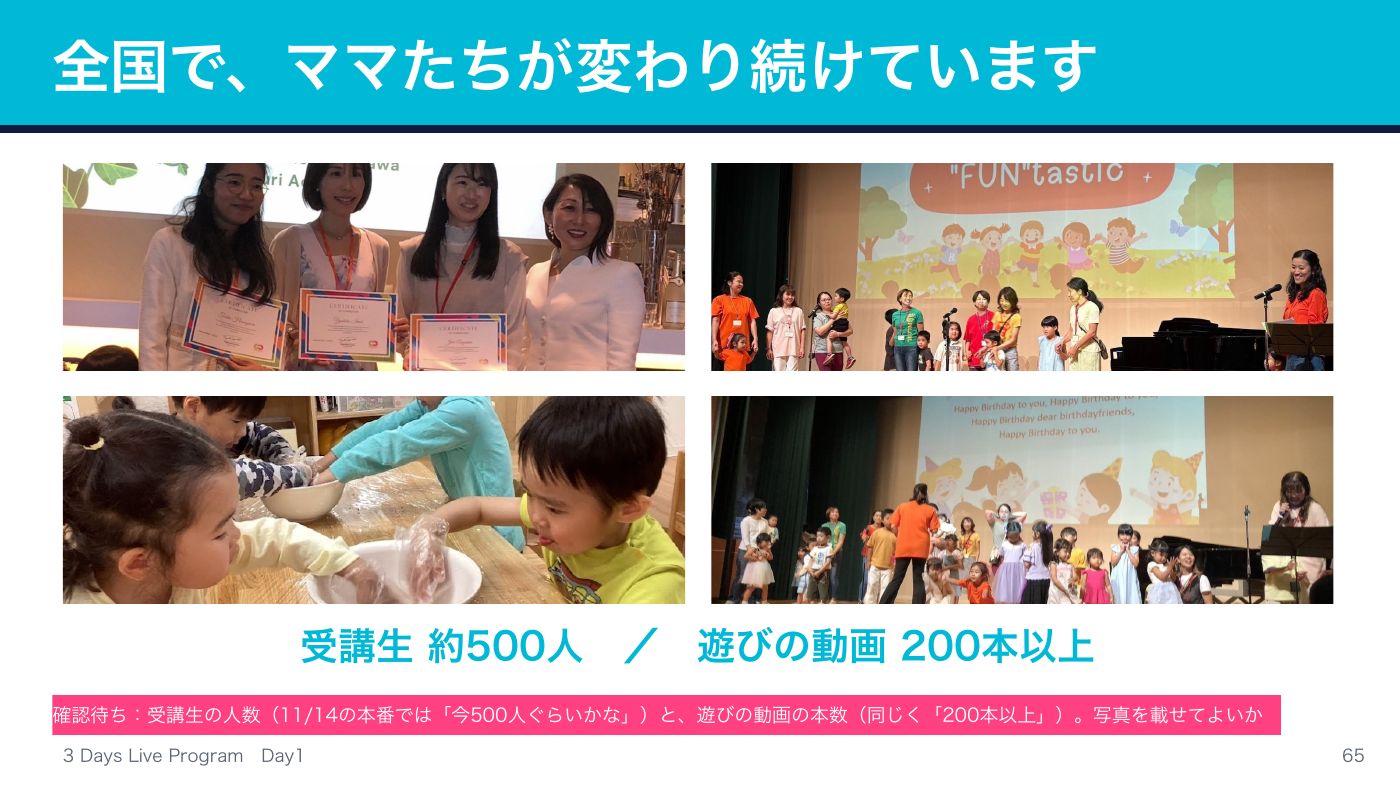 全国で、ママたちが変わり続けています
"FUN"tastic
CERTIFICATE
CERTIFICATE
CERTIFICATE
Happy Birthday to you, Happy Birthday to you,
Happy Birthday dear birthdayfriends,
Happy Birthday to you.
受講生 約500人　／　遊びの動画 200本以上
確認待ち：受講生の人数（11/14の本番では「今500人ぐらいかな」）と、遊びの動画の本数（同じく「200本以上」）。写真を載せてよいか
3 Days Live Program　Day1
65